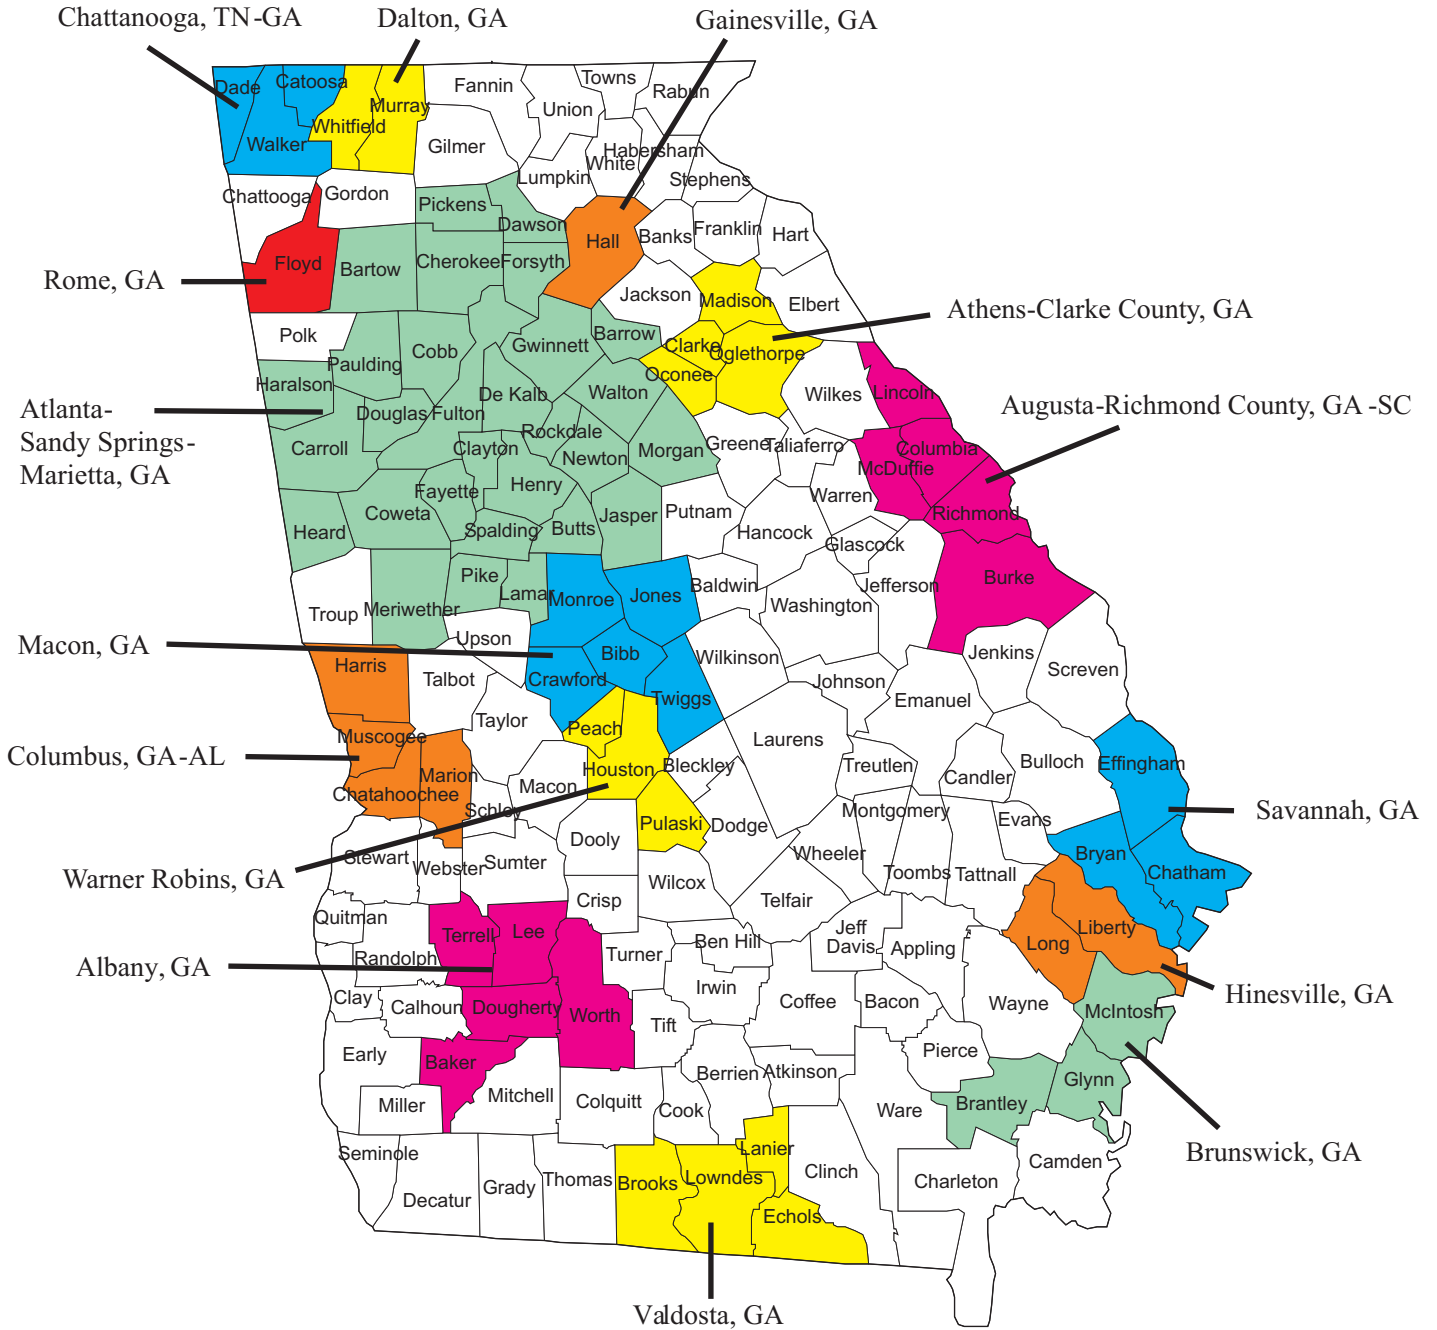 Chattanooga, TN-GA
Dalton, GA
Gainesville, GA
Dade
Catoosa
Murray
Whitfield
Walker
Fannin
Towns
Rabun
Union
Gilmer
Habersham
White
Lumpkin
Stephens
Chattooga
Gordon
Pickens
Dawson
Hall
Banks
Franklin
Hart
Floyd
Bartow
Cherokee
Forsyth
Rome, GA
Jackson
Madison
Elbert
Athens-Clarke County, GA
Polk
Paulding
Cobb
Gwinnett
Barrow
Clarke
Oglethorpe
Oconee
Haralson
De Kalb
Walton
Wilkes
Lincoln
Atlanta-
Sandy Springs-
Marietta, GA
Douglas
Fulton
Rockdale
Augusta-Richmond County, GA -SC
Carroll
Clayton
Newton
Morgan
Greene
Taliaferro
Columbia
McDuffie
Fayette
Henry
Warren
Coweta
Spalding
Butts
Jasper
Putnam
Richmond
Heard
Hancock
Glascock
Pike
Lamar
Monroe
Jones
Baldwin
Jefferson
Burke
Troup
Meriwether
Washington
Upson
Macon, GA
Bibb
Wilkinson
Jenkins
Screven
Harris
Talbot
Crawford
Twiggs
Johnson
Emanuel
Taylor
Peach
Muscogee
Laurens
Columbus, GA-AL
Marion
Houston
Bleckley
Treutlen
Candler
Bulloch
Effingham
Chatahoochee
Macon
Schley
Montgomery
Evans
Savannah, GA
Pulaski
Dodge
Dooly
Stewart
Webster
Sumter
Wheeler
Bryan
Chatham
Warner Robins, GA
Wilcox
Toombs
Tattnall
Crisp
Telfair
Quitman
Terrell
Lee
Turner
Ben Hill
Jeff
Davis
Appling
Long
Liberty
Albany, GA
Randolph
Irwin
Hinesville, GA
Clay
Calhoun
Dougherty
Worth
Tift
Coffee
Bacon
Wayne
McIntosh
Early
Baker
Pierce
Berrien
Atkinson
Glynn
Miller
Mitchell
Colquitt
Cook
Ware
Brantley
Seminole
Lanier
Brunswick, GA
Decatur
Grady
Thomas
Brooks
Lowndes
Clinch
Charleton
Camden
Echols
Valdosta, GA